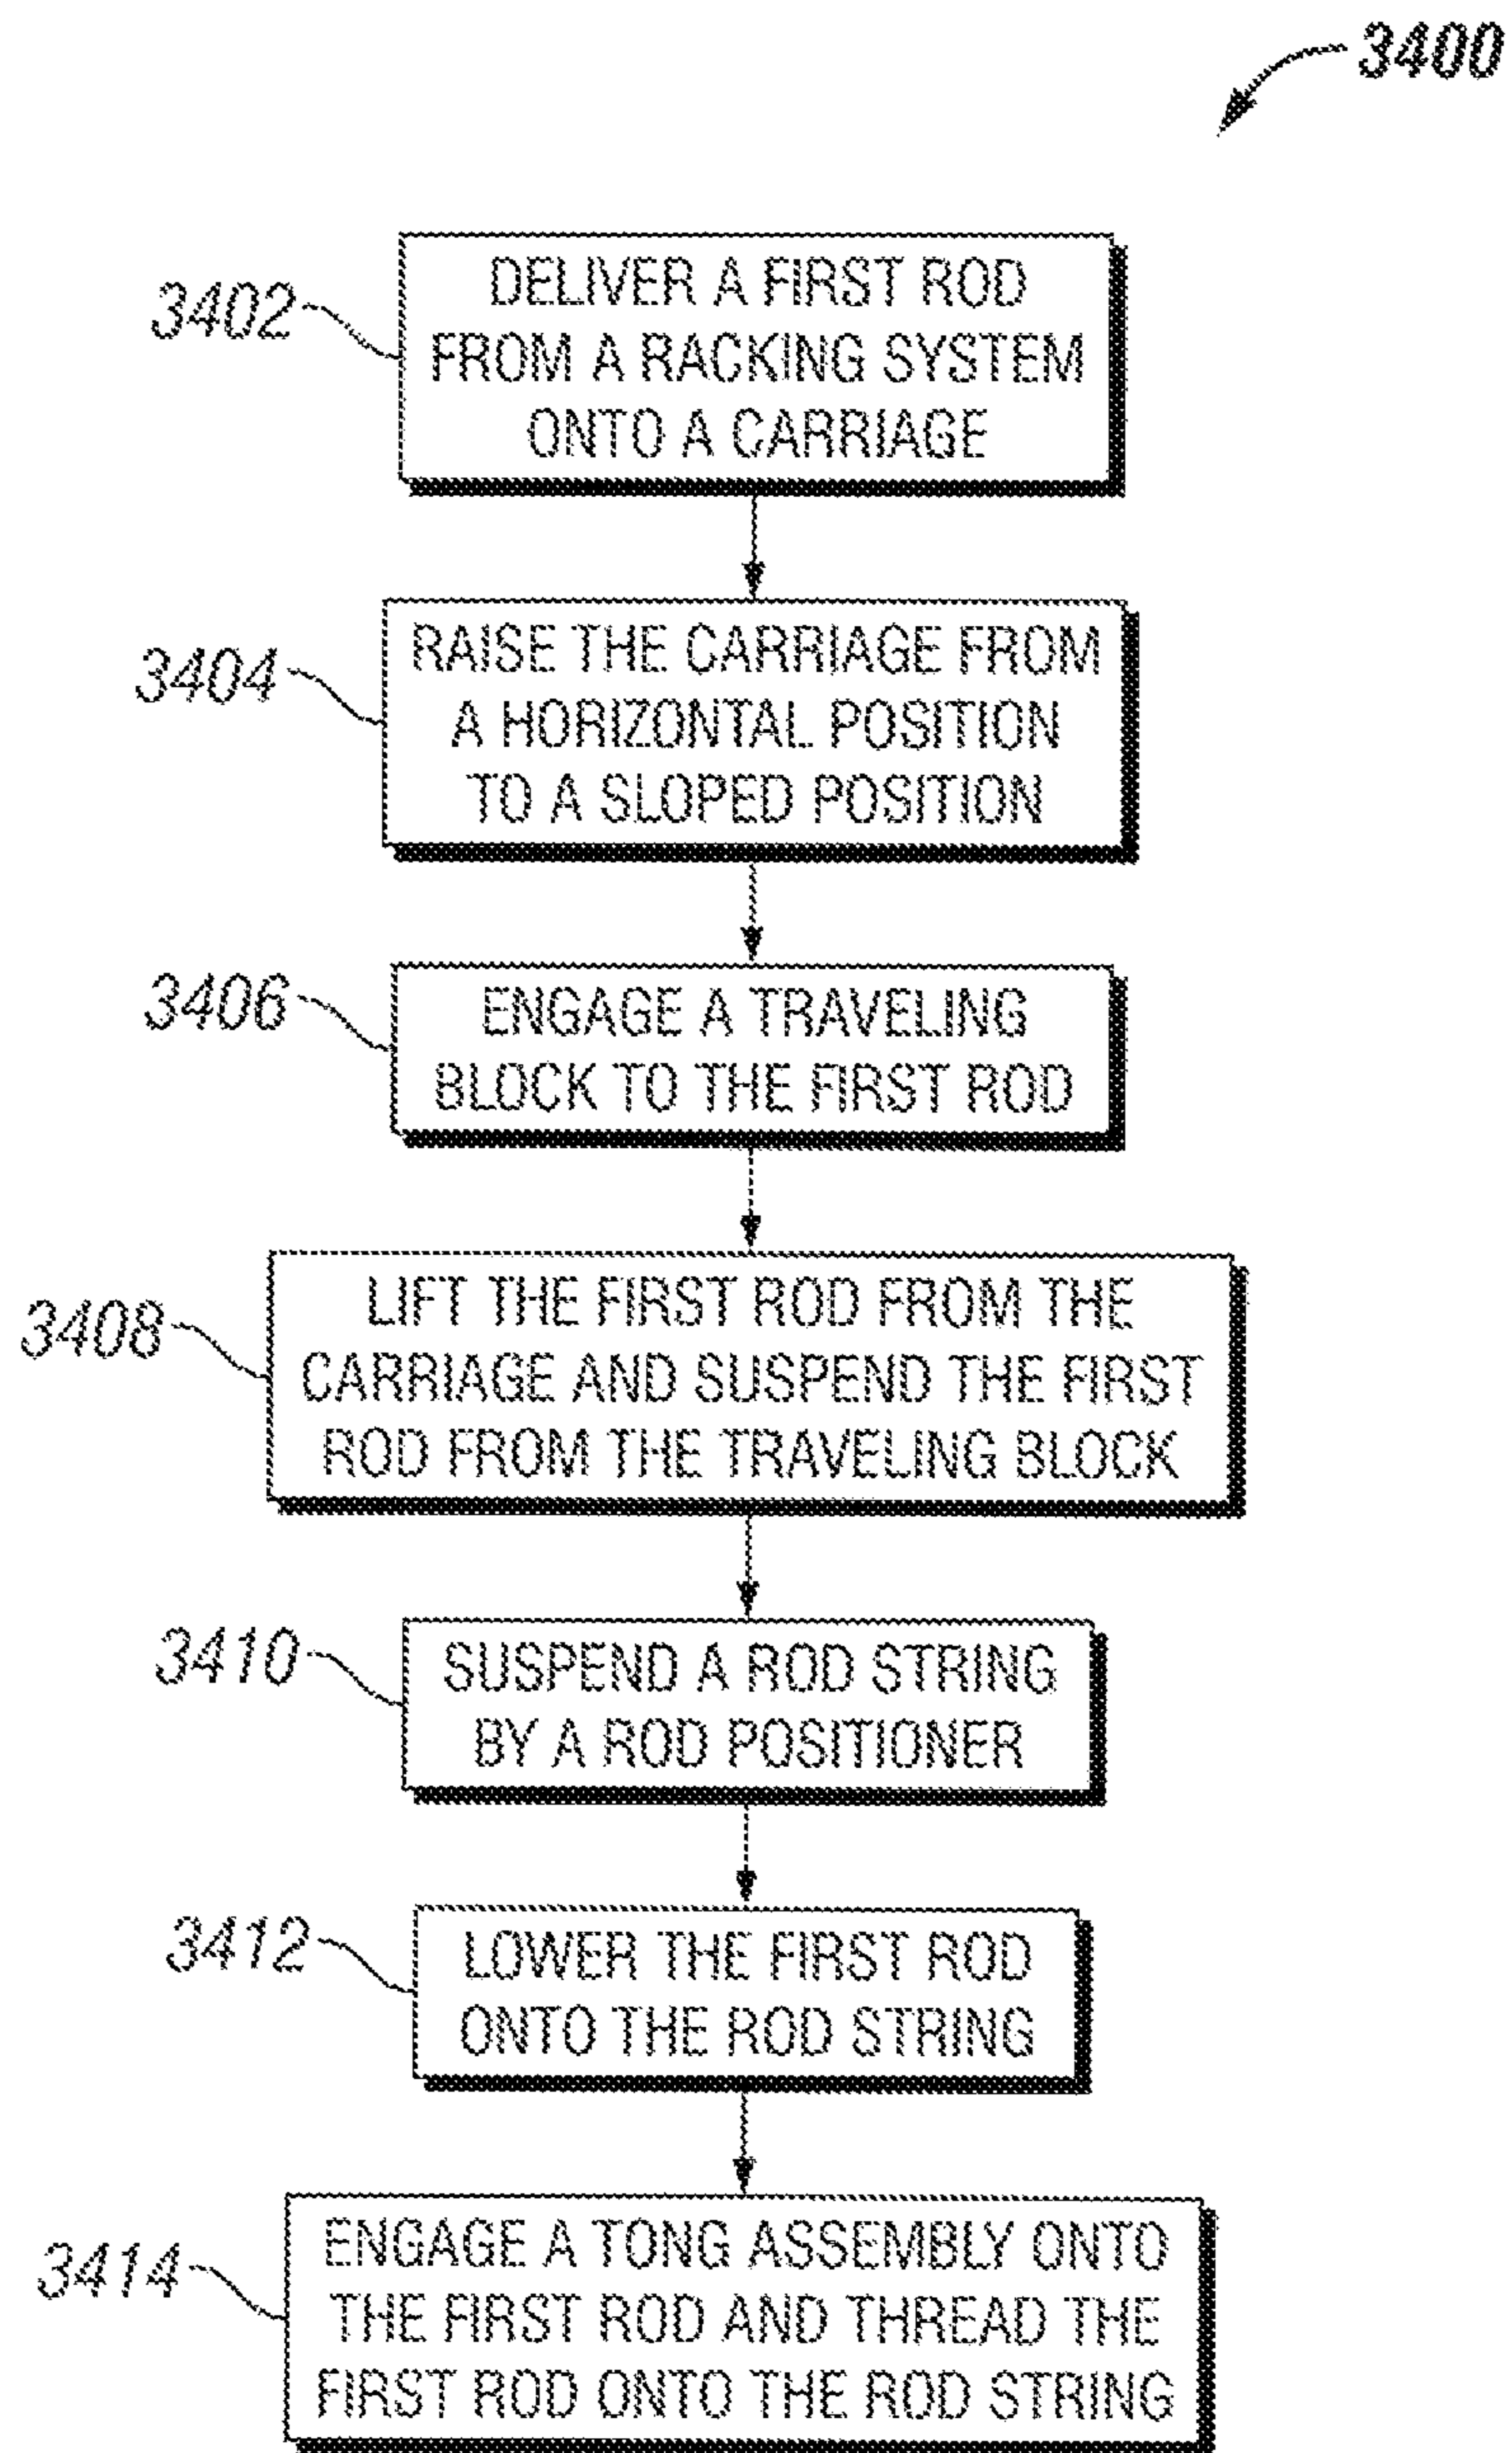 3400
3402
DELIVER A FIRST ROD
FROM A RACKING SYSTEM
ONTO A CARRIAGE
3404
RAISE THE CARRIAGE FROM
A HORIZONTAL POSITION
TO A SLOPED POSITION
3406
ENGAGE A TRAVELING
BLOCK TO THE FIRST ROD
3408
LIFT THE FIRST ROD FROM THE
CARRIAGE AND SUSPEND THE FIRST
ROD FROM THE TRAVELING BLOCK
3410
SUSPEND A ROD STRING
BY A ROD POSITIONER
3412
LOWER THE FIRST ROD
ONTO THE ROD STRING
3414
ENGAGE A TONG ASSEMBLY ONTO
THE FIRST ROD AND THREAD THE
FIRST ROD ONTO THE ROD STRING